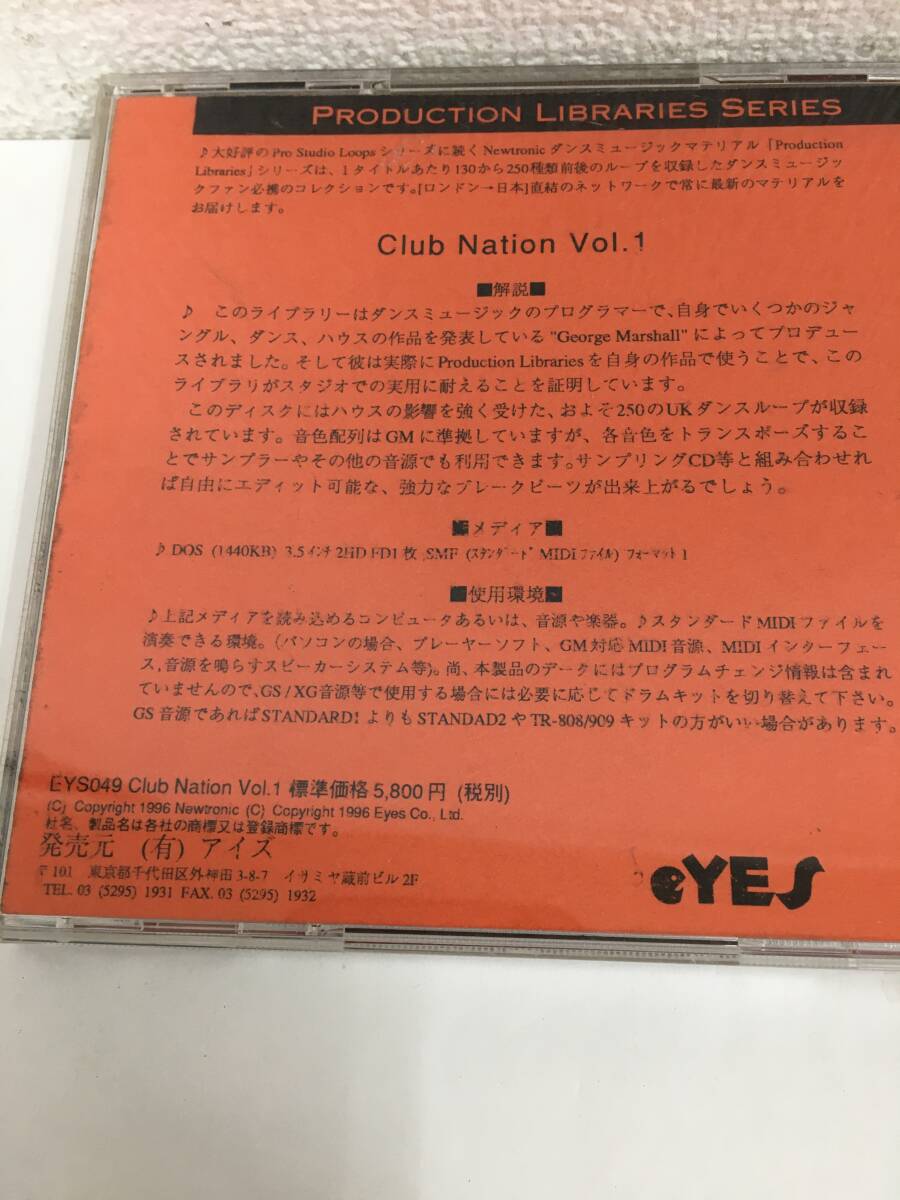 PRODUCTION LIBRARIES SERIES
♪大好評のPro Studio Loopsシリーズに続くNewtronicダンスミュージックマテリアル「Production
Libraries」シリーズは、1タイトルあたり130から250種類前後のループを収録したダンスミュージッ
クファン必携のコレクションです。[ロンドン→日本]直結のネットワークで常に最新のマテリアルを
お届けします。
Club Nation Vol.1
■解説■
♪ このライブラリーはダンスミュージックのプログラマーで、自身でいくつかのジャ
ングル、ダンス、ハウスの作品を発表している "George Marshall" によってプロデュー
スされました。そして彼は実際にProduction Librariesを自身の作品で使うことで、この
ライブラリがスタジオでの実用に耐えることを証明しています。
このディスクにはハウスの影響を強く受けた、およそ250のUKダンスループが収録
されています。音色配列はGMに準拠していますが、各音色をトランスポーズするこ
とでサンプラーやその他の音源でも利用できます。サンプリングCD等と組み合わせれ
ば自由にエディット可能な、強力なブレークビーツが出来上がるでしょう。
■メディア■
♪DOS (1440KB) 3.5インチ2HD FD1枚 SMF (スタンダードMIDIファイル) フォーマット1
■使用環境■
♪上記メディアを読み込めるコンピュータあるいは、音源や楽器。♪スタンダードMIDIファイルを
演奏できる環境。(パソコンの場合、プレーヤーソフト、GM対応MIDI音源、MIDIインターフェー
ス,音源を鳴らすスピーカーシステム等)。尚、本製品のデータにはプログラムチェンジ情報は含まれ
ていませんので、GS/XG音源等で使用する場合には必要に応じてドラムキットを切り替えて下さい。
GS音源であればSTANDARD1よりもSTANDAD2やTR-808/909キットの方がいい場合があります。
EYS049 Club Nation Vol.1 標準価格5,800円 (税別)
(C) Copyright 1996 Newtronic (C) Copyright 1996 Eyes Co., Ltd.
社名、製品名は各社の商標又は登録商標です。
発売元 (有)アイズ
〒101 東京都千代田区外神田3-8-7 イサミヤ蔵前ビル2F
TEL. 03 (5295) 1931 FAX. 03 (5295) 1932
eYES